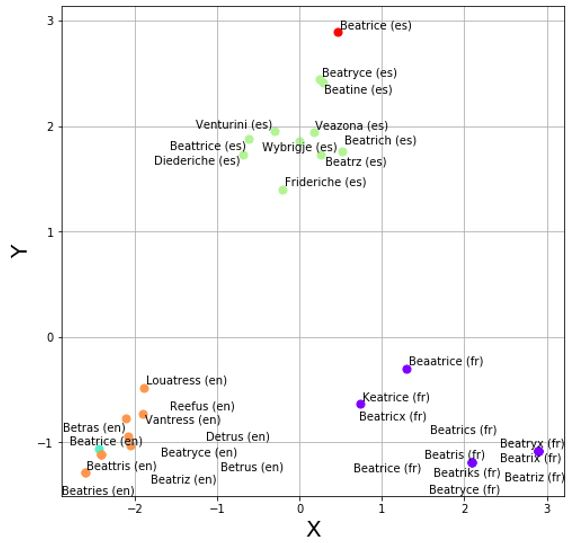 3
Beatrice (es)
Beatryce (es)
Beatine (es)
2
Venturini (es)
Veazona (es)
Beattrice (es)
Wybrigje (es)
Beatrich (es)
Diederiche (es)
Beatrz (es)
Frideriche (es)
1
Y
0
Beaatrice (fr)
Louatress (en)
Keatrice (fr)
Reefus (en)
Vantress (en)
Beatricx (fr)
Betras (en)
Detrus (en)
Beatrics (fr)
−1
Beatrice (en)
Beatryx (fr)
Beatryce (en)
Beatris (fr)
Beatrix (fr)
Beattris (en)
Betrus (en)
Beatrice (fr)
Beatriks (fr)
Beatriz (en)
Beatriz (fr)
Beatries (en)
Beatryce (fr)
−2
−1
0
1
2
3
X